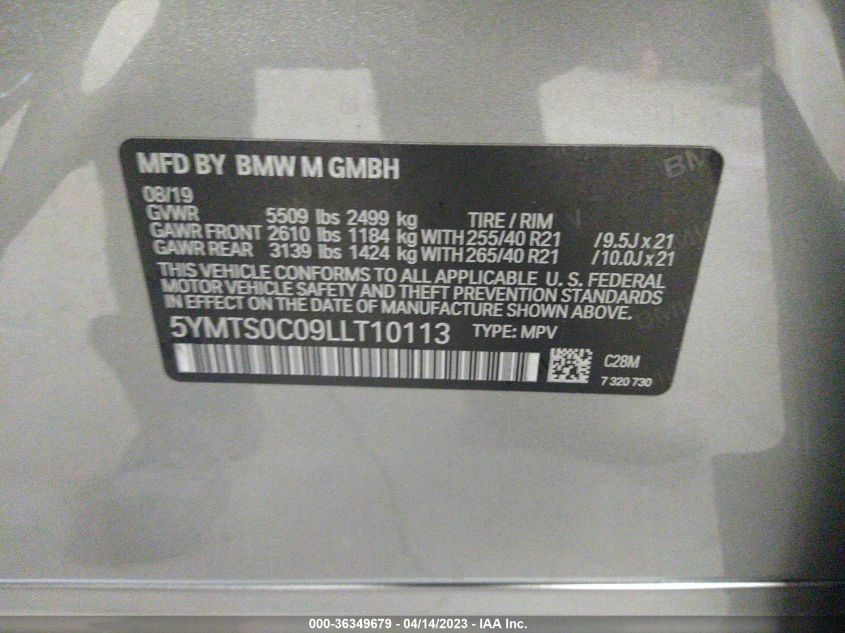 MFD BY BMW M GMBH
08/19
GVWR 5509 lbs 2499 kg TIRE / RIM
GAWR FRONT 2610 lbs 1184 kg WITH 255/40 R21 / 9.5J x 21
GAWR REAR 3139 lbs 1424 kg WITH 265/40 R21 / 10.0J x 21
THIS VEHICLE CONFORMS TO ALL APPLICABLE U. S. FEDERAL
MOTOR VEHICLE SAFETY AND THEFT PREVENTION STANDARDS
IN EFFECT ON THE DATE OF MANUFACTURE SHOWN ABOVE.
5YMTS0C09LLT10113 TYPE: MPV
C28M
7 320 730
000-36349679 - 04/14/2023 - IAA Inc.